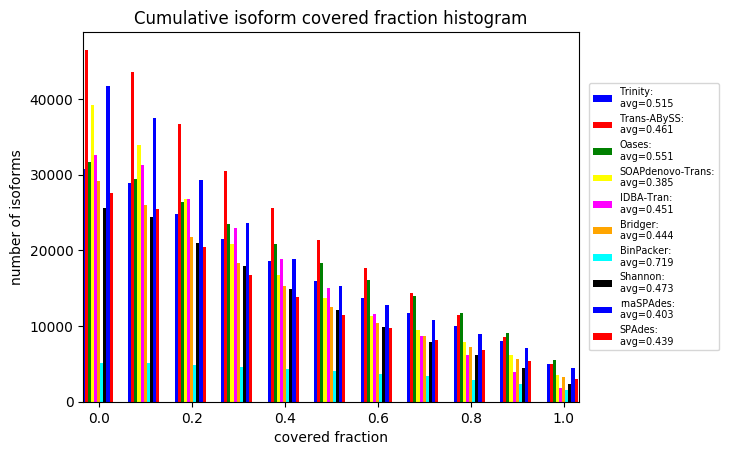 Cumulative isoform covered fraction histogram
number of isoforms
40000
30000
20000
10000
0
0.0 0.2 0.4 0.6 0.8 1.0
covered fraction
Trinity:
avg=0.515
Trans-ABySS:
avg=0.461
Oases:
avg=0.551
SOAPdenovo-Trans:
avg=0.385
IDBA-Tran:
avg=0.451
Bridger:
avg=0.444
BinPacker:
avg=0.719
Shannon:
avg=0.473
rnaSPAdes:
avg=0.403
SPAdes:
avg=0.439